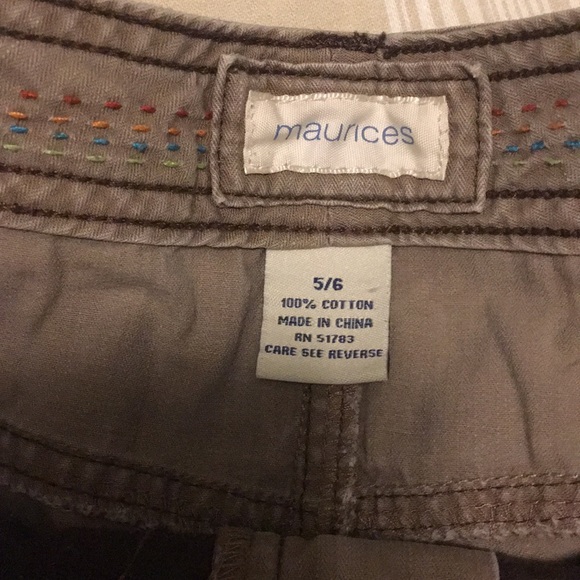 maurices
5/6
100% COTTON
MADE IN CHINA
RN 51783
CARE SEE REVERSE